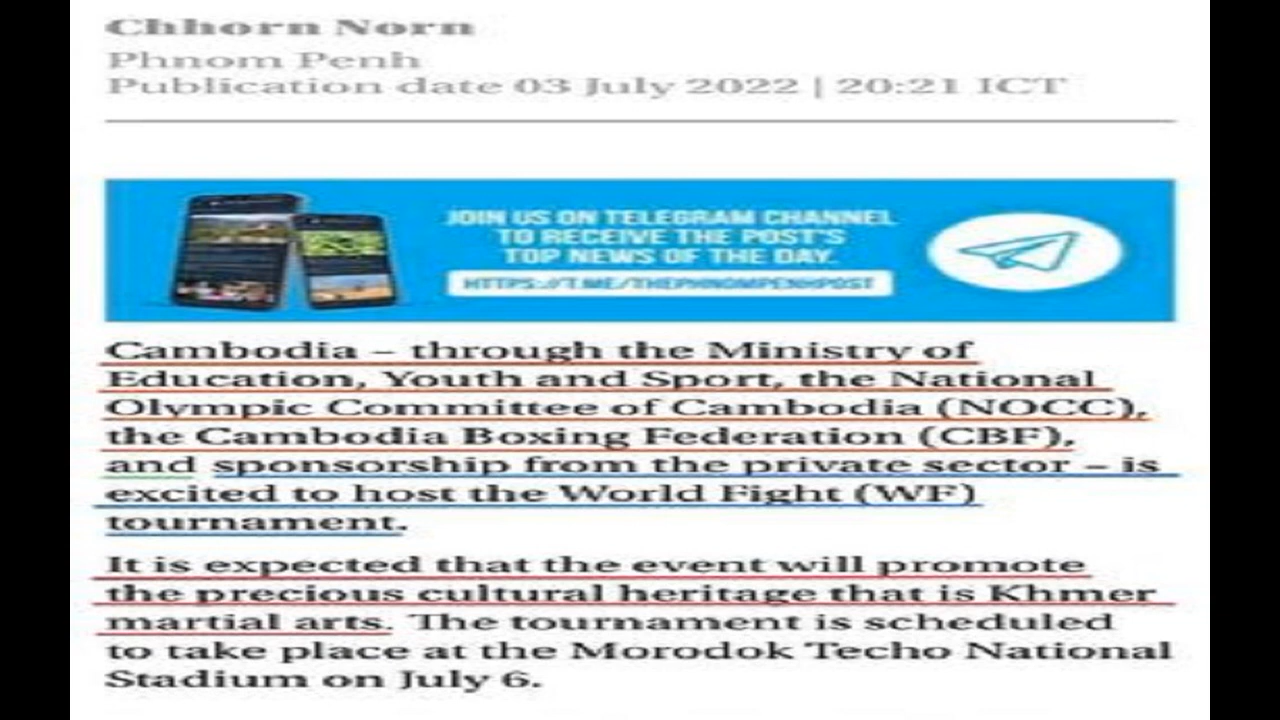 Chhorn Norn
Phnom Penh
Publication date 03 July 2022 | 20:21 ICT
JOIN US ON TELEGRAM CHANNEL
TO RECEIVE THE POST'S
TOP NEWS OF THE DAY.
HTTPS://T.ME/THEPHNOMPENHPOST
Cambodia – through the Ministry of
Education, Youth and Sport, the National
Olympic Committee of Cambodia (NOCC),
the Cambodia Boxing Federation (CBF),
and sponsorship from the private sector – is
excited to host the World Fight (WF)
tournament.
It is expected that the event will promote
the precious cultural heritage that is Khmer
martial arts. The tournament is scheduled
to take place at the Morodok Techo National
Stadium on July 6.